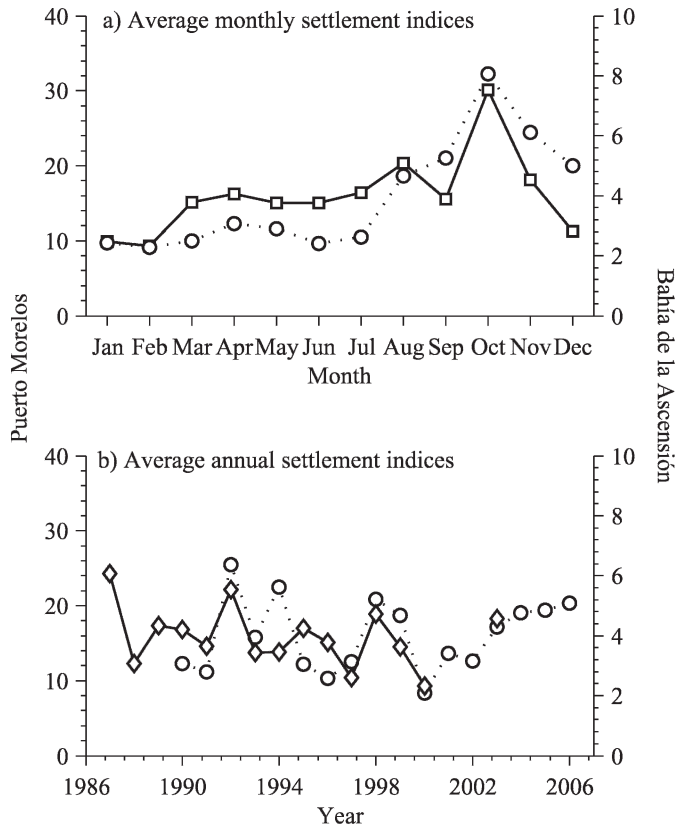 a) Average monthly settlement indices
40
30
20
10
0
10
8
6
4
2
0
Jan Feb Mar Apr May Jun Jul Aug Sep Oct Nov Dec
Month
Puerto Morelos
Bahía de la Ascensión
b) Average annual settlement indices
40
30
20
10
0
10
8
6
4
2
0
1986 1990 1994 1998 2002 2006
Year